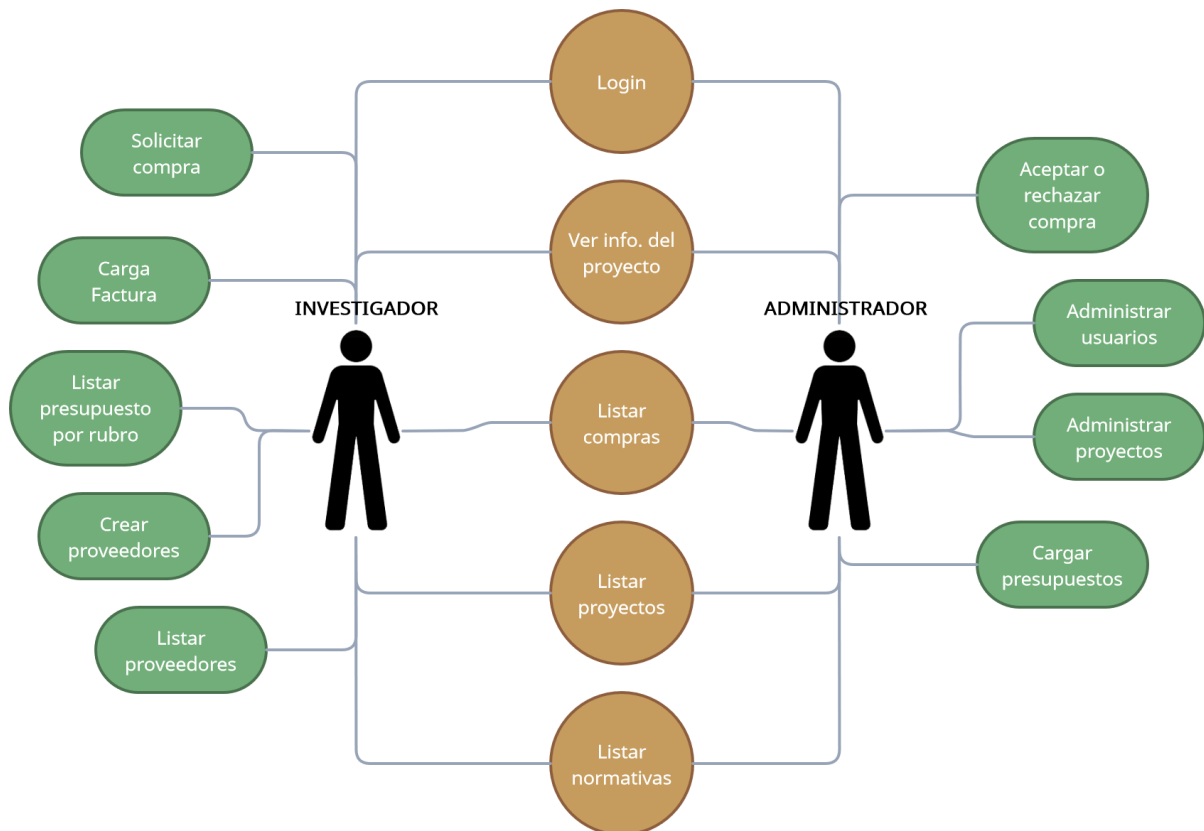 Login
Solicitar
compra
Aceptar o
rechazar
compra
Ver info. del
proyecto
Carga
Factura
INVESTIGADOR
ADMINISTRADOR
Administrar
usuarios
Listar
presupuesto
por rubro
Listar
compras
Administrar
proyectos
Crear
proveedores
Listar
proyectos
Cargar
presupuestos
Listar
proveedores
Listar
normativas